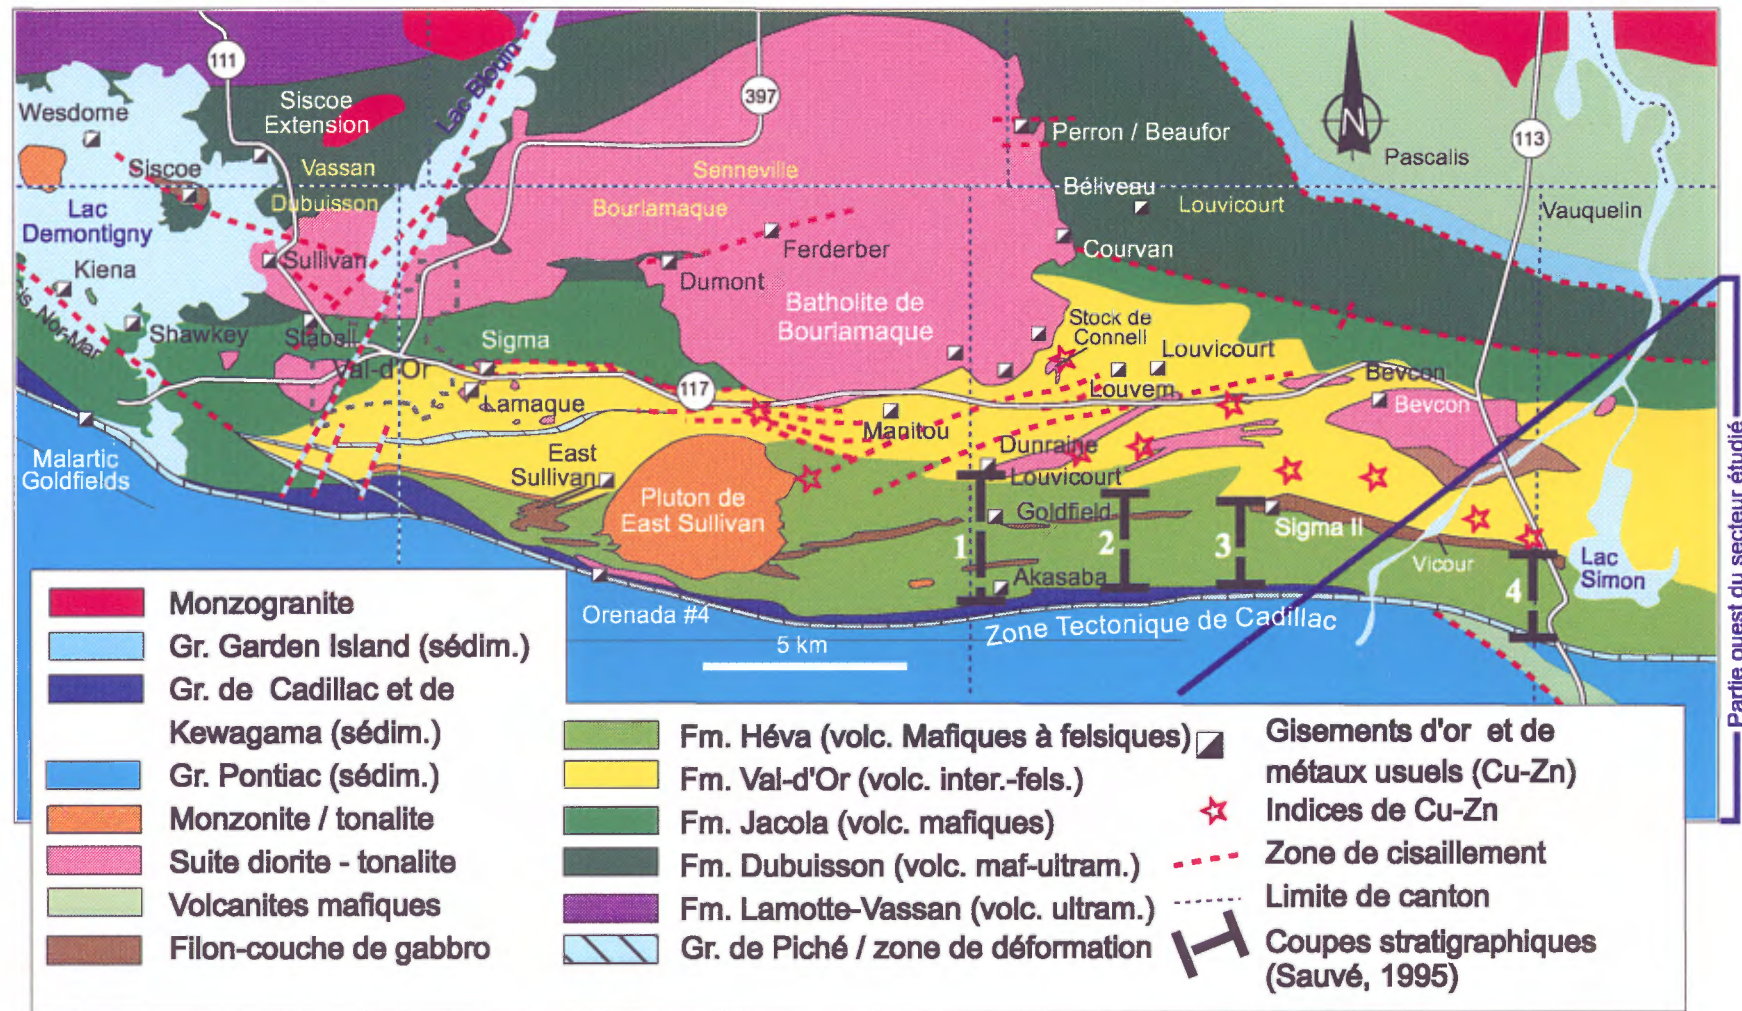 111
Lac Blouin
397
Wesdome
Siscoe
Extension
Perron / Beaufor
N
113
Pascalis
Siscoe
Vassan
Senneville
Béliveau
Dubuisson
Bourlamaque
Louvicourt
Vauquelin
Lac
Demontigny
Ferderber
Courvan
Sullivan
Kiena
Dumont
Batholite de
Bourlamaque
Nor-Mar
Shawkey
Stabell
Sigma
Stock de
Connell
Louvicourt
Val-d'Or
117
Louvem
Bevcon
Bevcon
Lamaque
Manitou
Dunraine
East
Sullivan
Malartic
Goldfields
Pluton de
East Sullivan
Louvicourt
Goldfield
Sigma II
1
2
3
4
Vicour
Lac
Simon
Akasaba
Orenada #4
Zone Tectonique de Cadillac
5 km
Partie ouest du secteur étudié
Monzogranite
Gr. Garden Island (sédim.)
Gr. de Cadillac et de
Kewagama (sédim.)
Gr. Pontiac (sédim.)
Monzonite / tonalite
Suite diorite - tonalite
Volcanites mafiques
Filon-couche de gabbro
Fm. Héva (volc. Mafiques à felsiques)
Fm. Val-d'Or (volc. inter.-fels.)
Fm. Jacola (volc. mafiques)
Fm. Dubuisson (volc. maf-ultram.)
Fm. Lamotte-Vassan (volc. ultram.)
Gr. de Piché / zone de déformation
Gisements d'or et de
métaux usuels (Cu-Zn)
Indices de Cu-Zn
Zone de cisaillement
Limite de canton
Coupes stratigraphiques
(Sauvé, 1995)